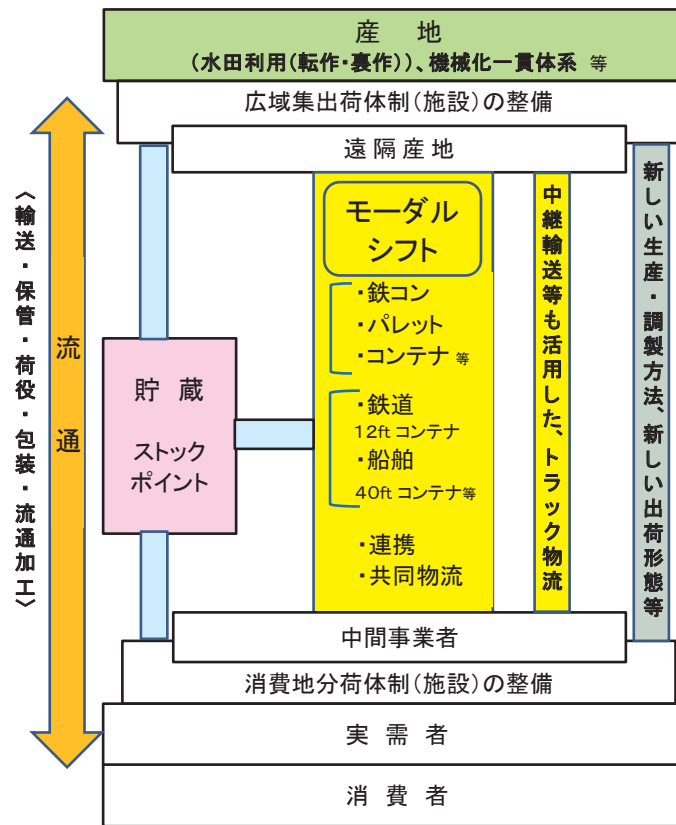 産 地
(水田利用(転作・裏作))、機械化一貫体系 等
広域集出荷体制(施設)の整備
遠隔産地
〈輸送・保管・荷役・包装・流通加工〉
流通
貯 蔵
ストック
ポイント
モーダル
シフト
・鉄コン
・パレット
・コンテナ 等
・鉄道
12ft コンテナ
・船舶
40ft コンテナ等
・連携
・共同物流
中継輸送等も活用した、トラック物流
新しい生産・調製方法、新しい出荷形態等
中間事業者
消費地分荷体制(施設)の整備
実 需 者
消 費 者